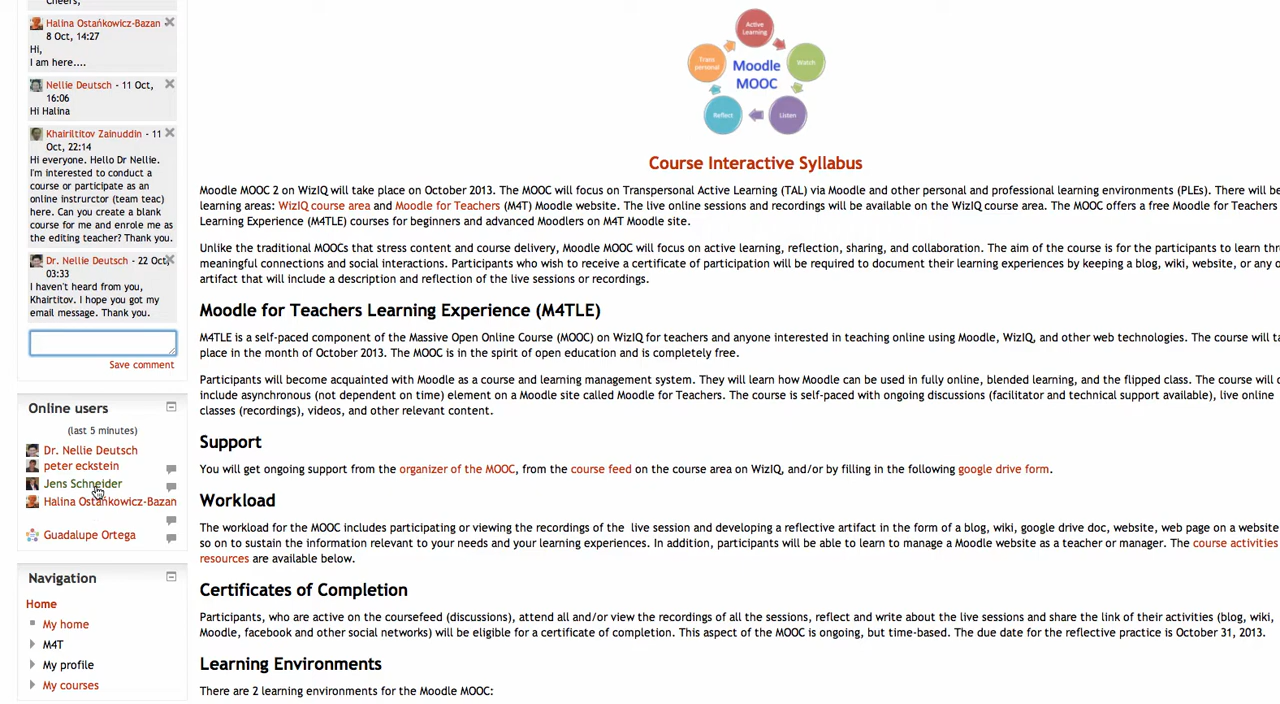 Cheers,
Halina Ostańkowicz-Bazan
8 Oct, 14:27
Hi,
I am here....
Nellie Deutsch - 11 Oct,
16:06
Hi Halina
Khairiltitov Zainuddin - 11
Oct, 22:14
Hi everyone. Hello Dr Nellie.
I'm interested to conduct a
course or participate as an
online instrurctor (team teac)
here. Can you create a blank
course for me and enrole me as
the editing teacher? Thank you.
Dr. Nellie Deutsch - 22 Oct,
03:33
I haven't heard from you,
Khairtitov. I hope you got my
email message. Thank you.
Save comment
Online users
(last 5 minutes)
Dr. Nellie Deutsch
peter eckstein
Jens Schneider
Halina Ostańkowicz-Bazan
Guadalupe Ortega
Navigation
Home
My home
M4T
My profile
My courses
Active
Learning
Trans
personal
Watch
Moodle
MOOC
Reflect
Listen
Course Interactive Syllabus
Moodle MOOC 2 on WizIQ will take place on October 2013. The MOOC will focus on Transpersonal Active Learning (TAL) via Moodle and other personal and professional learning environments (PLEs). There will be
learning areas: WizIQ course area and Moodle for Teachers (M4T) Moodle website. The live online sessions and recordings will be available on the WizIQ course area. The MOOC offers a free Moodle for Teachers
Learning Experience (M4TLE) courses for beginners and advanced Moodlers on M4T Moodle site.
Unlike the traditional MOOCs that stress content and course delivery, Moodle MOOC will focus on active learning, reflection, sharing, and collaboration. The aim of the course is for the participants to learn thr
meaningful connections and social interactions. Participants who wish to receive a certificate of participation will be required to document their learning experiences by keeping a blog, wiki, website, or any o
artifact that will include a description and reflection of the live sessions or recordings.
Moodle for Teachers Learning Experience (M4TLE)
M4TLE is a self-paced component of the Massive Open Online Course (MOOC) on WizIQ for teachers and anyone interested in teaching online using Moodle, WizIQ, and other web technologies. The course will ta
place in the month of October 2013. The MOOC is in the spirit of open education and is completely free.
Participants will become acquainted with Moodle as a course and learning management system. They will learn how Moodle can be used in fully online, blended learning, and the flipped class. The course will
include asynchronous (not dependent on time) element on a Moodle site called Moodle for Teachers. The course is self-paced with ongoing discussions (facilitator and technical support available), live online
classes (recordings), videos, and other relevant content.
Support
You will get ongoing support from the organizer of the MOOC, from the course feed on the course area on WizIQ, and/or by filling in the following google drive form.
Workload
The workload for the MOOC includes participating or viewing the recordings of the live session and developing a reflective artifact in the form of a blog, wiki, google drive doc, website, web page on a website
so on to sustain the information relevant to your needs and your learning experiences. In addition, participants will be able to learn to manage a Moodle website as a teacher or manager. The course activities
resources are available below.
Certificates of Completion
Participants, who are active on the coursefeed (discussions), attend all and/or view the recordings of all the sessions, reflect and write about the live sessions and share the link of their activities (blog, wiki,
Moodle, facebook and other social networks) will be eligible for a certificate of completion. This aspect of the MOOC is ongoing, but time-based. The due date for the reflective practice is October 31, 2013.
Learning Environments
There are 2 learning environments for the Moodle MOOC: